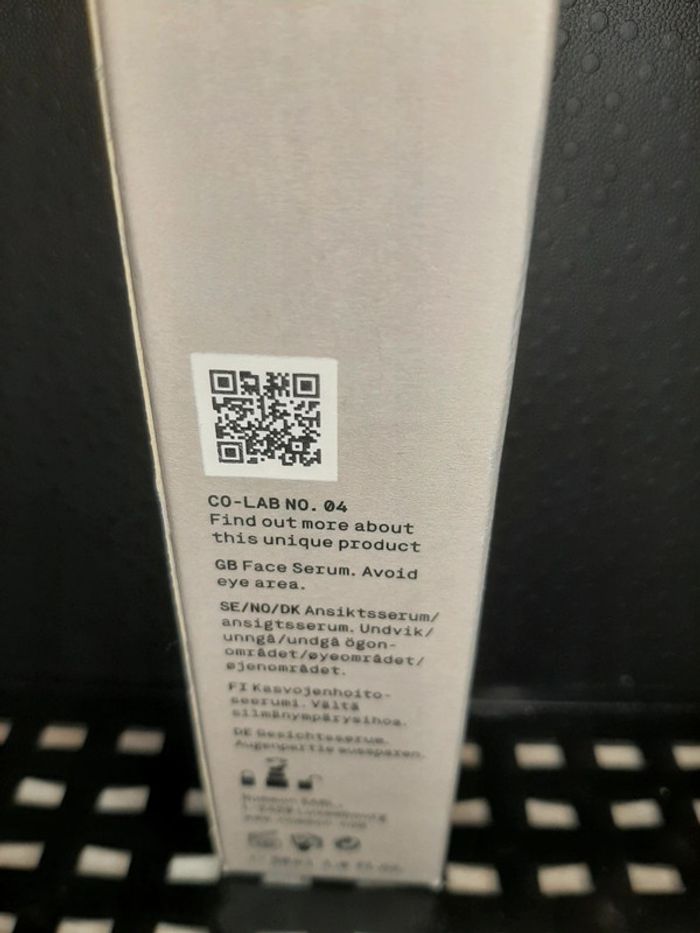 CO-LAB NO. 04
Find out more about
this unique product
GB Face Serum. Avoid
eye area.
SE/NO/DK Ansiktsserum/
ansigtsserum. Undvik/
unngå/undgå ögon-
området/øyeområdet/
øjenområdet.
FI Kasvojenhoito-
seerumi. Vältä
silmänympärysihoa.
DE Gesichtsserum.
Augenpartie aussparen.